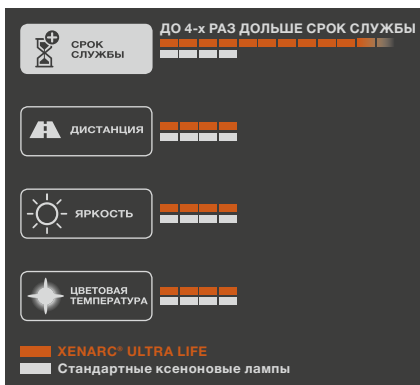 ДО 4-х РАЗ ДОЛЬШЕ СРОК СЛУЖБЫ
СРОК
СЛУЖБЫ
ДИСТАНЦИЯ
ЯРКОСТЬ
ЦВЕТОВАЯ
ТЕМПЕРАТУРА
XENARC® ULTRA LIFE
Стандартные ксеноновые лампы